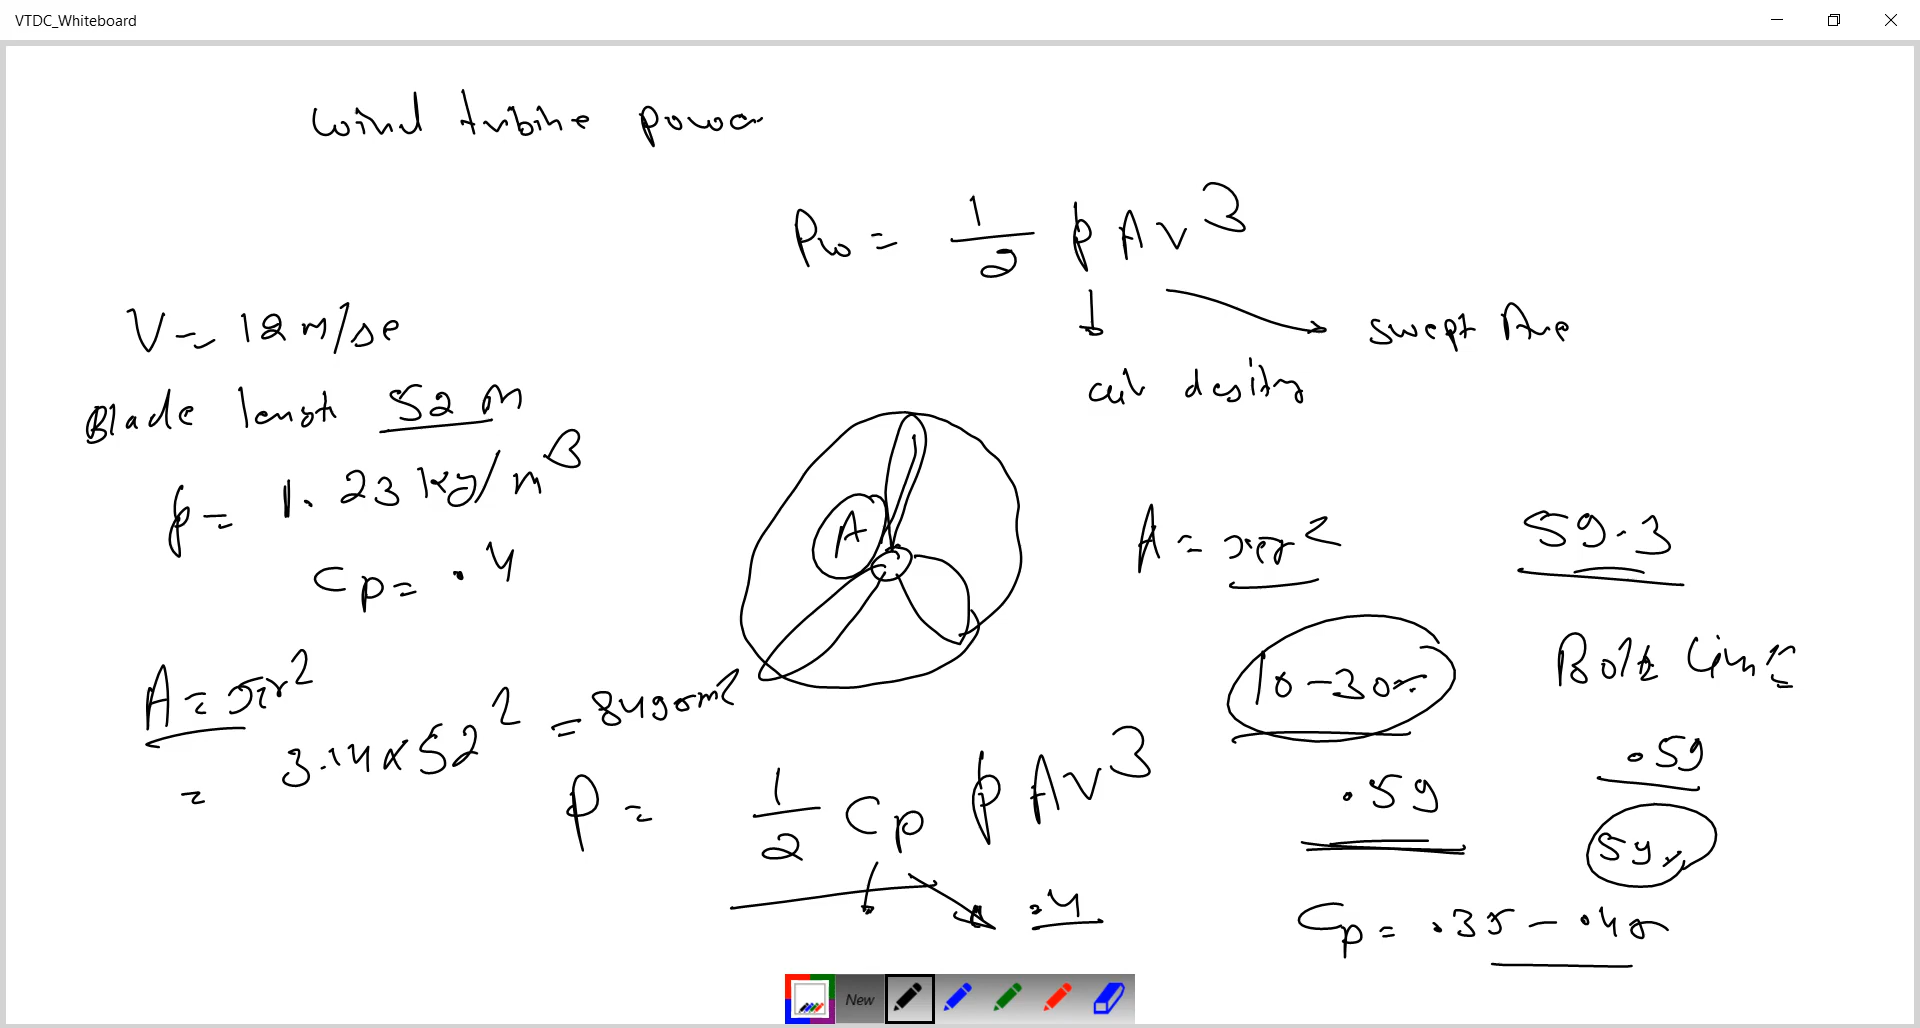 VTDC_Whiteboard
wind turbine power
Pw = 1/2 ρ A v³
V = 12 m/se
swept Are
Blade length 52 m
air desity
ρ = 1.23 kg/m³
A
A = πr²
59.3
Cp = .4
10-30%
Betz limit
A = πr²
= 3.14 x 52² = 8490 m²
.59
P = 1/2 Cp ρ A v³
.59
59%
.4
Cp = .35 - .45
New